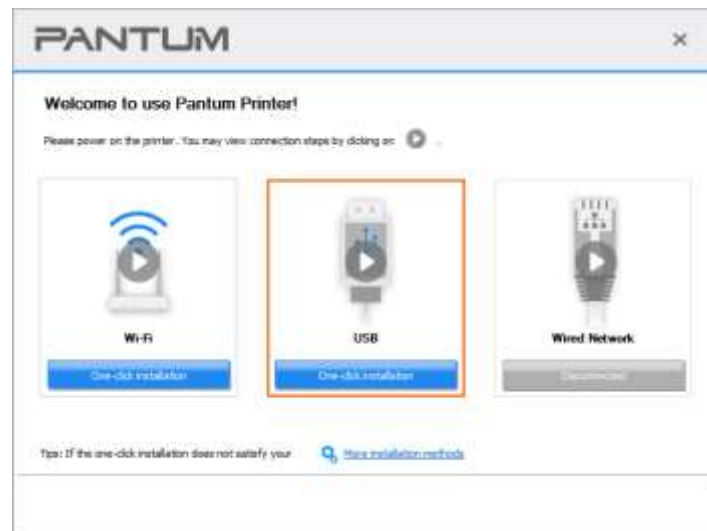 PANTUM
Welcome to use Pantum Printer!
Please power on the printer. You may view connection steps by clicking on .
Wi-Fi
USB
Wired Network
One-click installation
One-click installation
Disconnected
Tips: If the one-click installation does not satisfy your
More installation methods